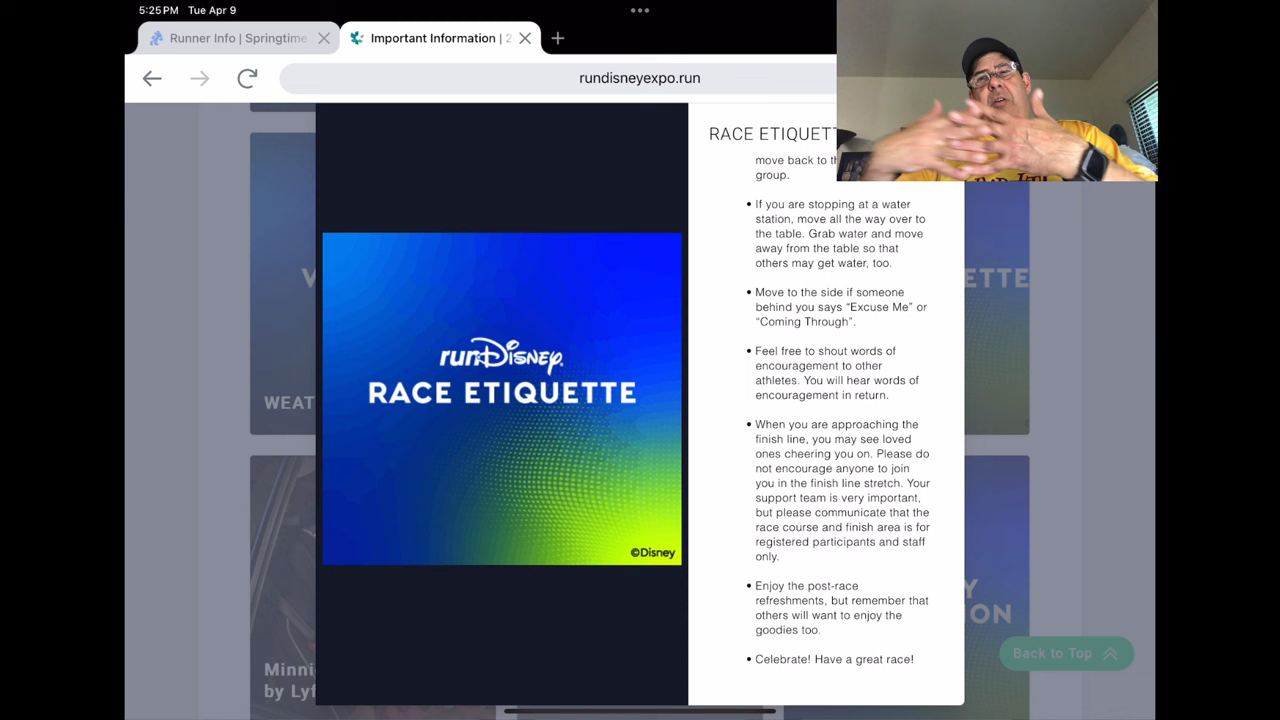 5:25 PM Tue Apr 9
Runner Info | Springtime
Important Information | 2
rundisneyexpo.run
RACE ETIQUETT
move back to th
group.
• If you are stopping at a water
station, move all the way over to
the table. Grab water and move
away from the table so that
others may get water, too.
• Move to the side if someone
behind you says “Excuse Me” or
“Coming Through”.
• Feel free to shout words of
encouragement to other
athletes. You will hear words of
encouragement in return.
• When you are approaching the
finish line, you may see loved
ones cheering you on. Please do
not encourage anyone to join
you in the finish line stretch. Your
support team is very important,
but please communicate that the
race course and finish area is for
registered participants and staff
only.
• Enjoy the post-race
refreshments, but remember that
others will want to enjoy the
goodies too.
• Celebrate! Have a great race!
runDisney
RACE ETIQUETTE
©Disney
WEAT
ETTE
Minni
by Lyf
Y
ON
Back to Top